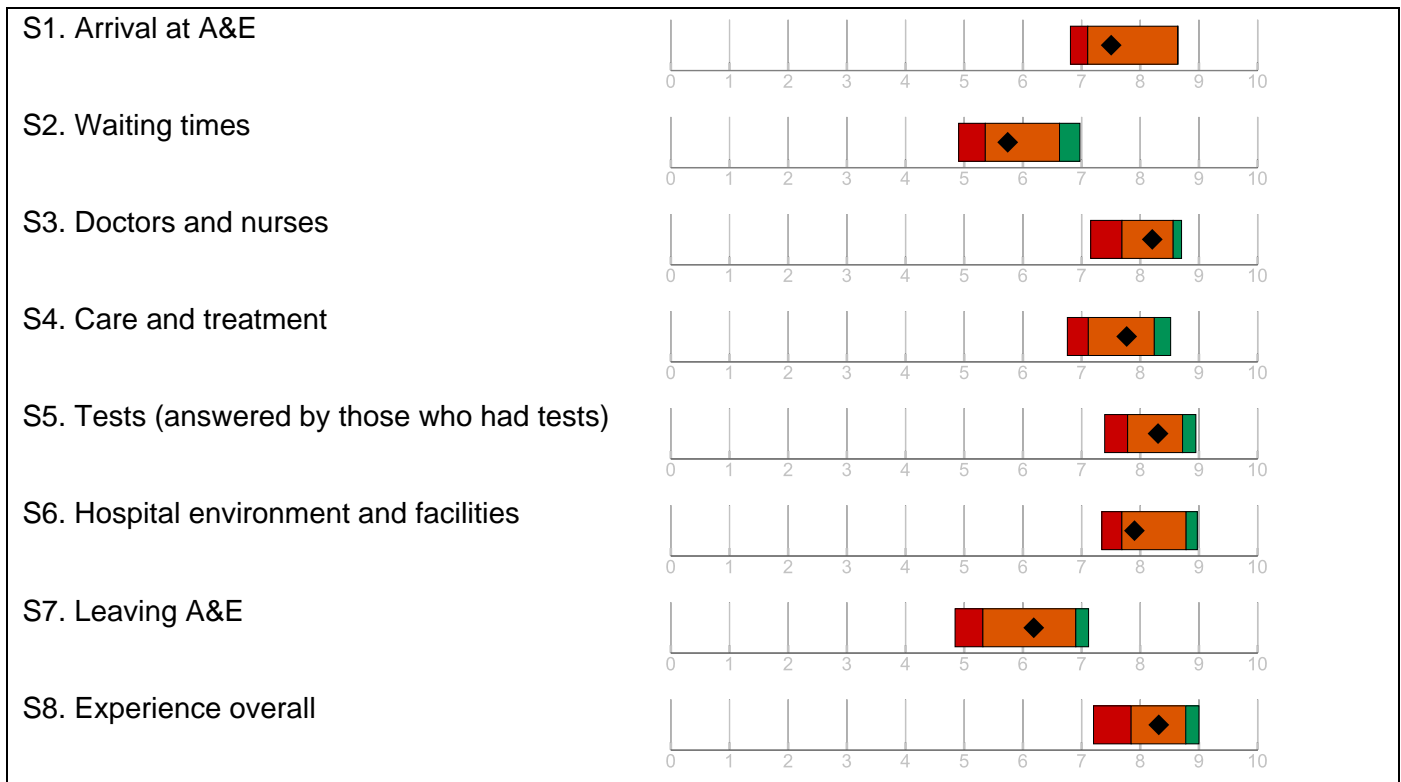 S1. Arrival at A&E
0 1 2 3 4 5 6 7 8 9 10
S2. Waiting times
0 1 2 3 4 5 6 7 8 9 10
S3. Doctors and nurses
0 1 2 3 4 5 6 7 8 9 10
S4. Care and treatment
0 1 2 3 4 5 6 7 8 9 10
S5. Tests (answered by those who had tests)
0 1 2 3 4 5 6 7 8 9 10
S6. Hospital environment and facilities
0 1 2 3 4 5 6 7 8 9 10
S7. Leaving A&E
0 1 2 3 4 5 6 7 8 9 10
S8. Experience overall
0 1 2 3 4 5 6 7 8 9 10